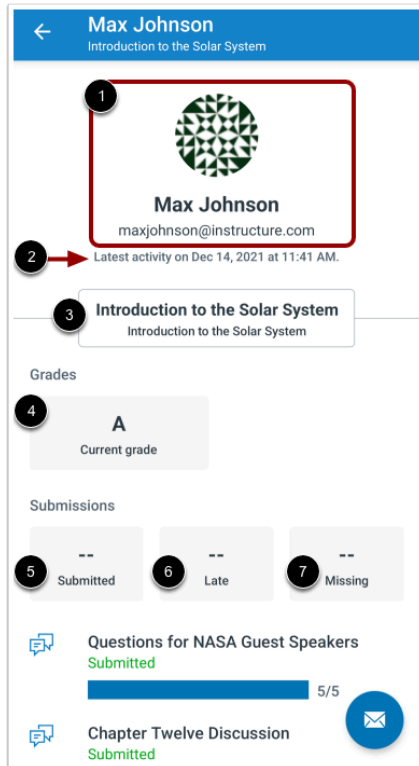 Max Johnson
Introduction to the Solar System
1
Max Johnson
maxjohnson@instructure.com
2
Latest activity on Dec 14, 2021 at 11:41 AM.
3
Introduction to the Solar System
Introduction to the Solar System
Grades
4
A
Current grade
Submissions
-- -- --
5 Submitted 6 Late 7 Missing
Questions for NASA Guest Speakers
Submitted
5/5
Chapter Twelve Discussion
Submitted